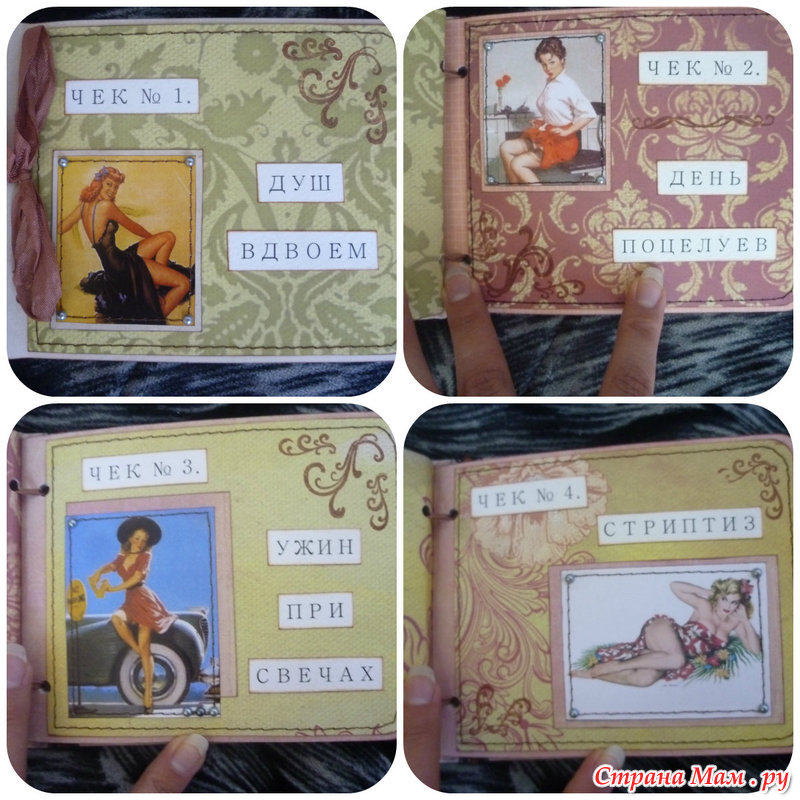 ЧЕК № 1.
ДУШ
ВДВОЕМ
ЧЕК № 2.
ДЕНЬ
ПОЦЕЛУЕВ
ЧЕК № 3.
УЖИН
ПРИ
СВЕЧАХ
ЧЕК № 4.
СТРИПТИЗ
Страна Мам.ру